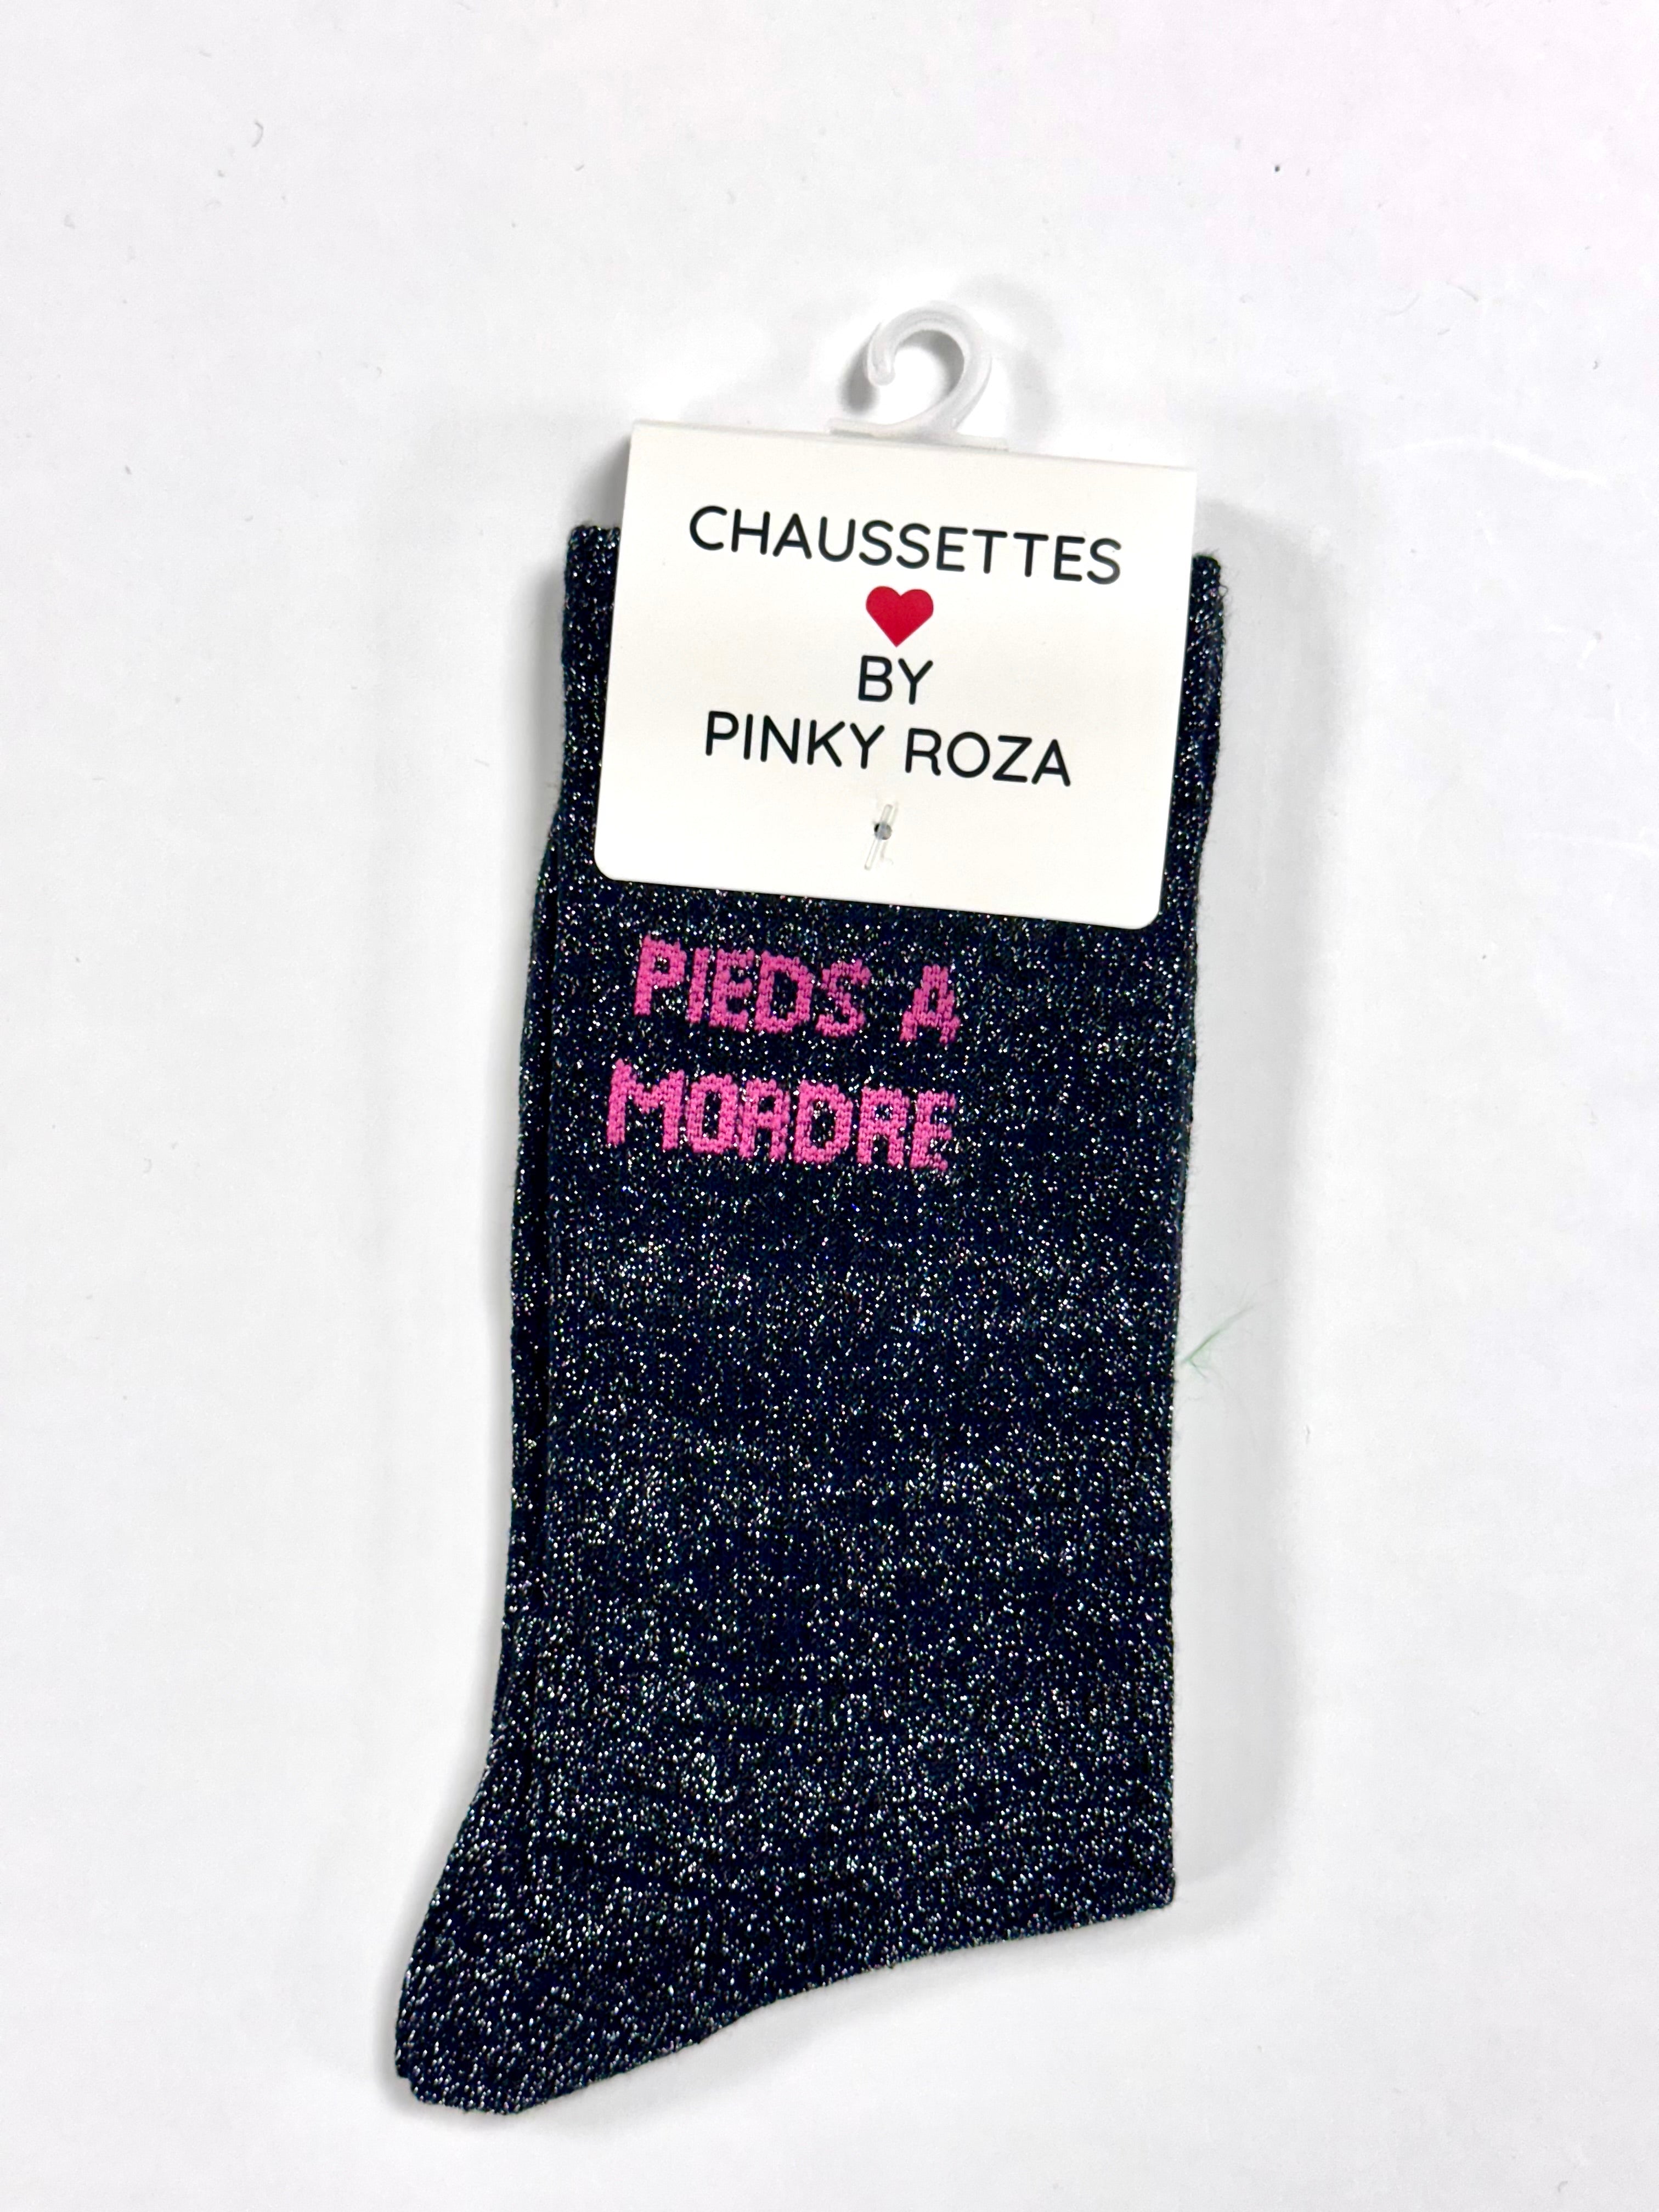 CHAUSSETTES
BY
PINKY ROZA
PIEDS A
MORDRE